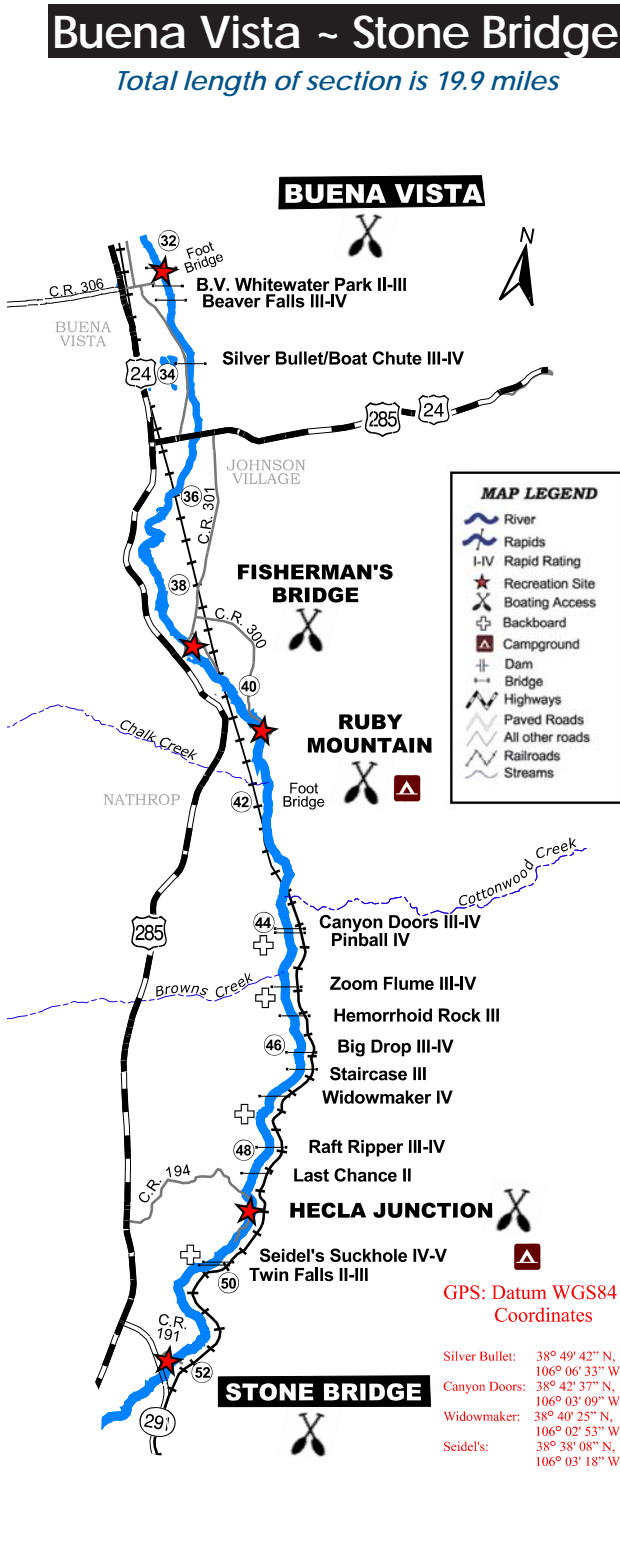 Buena Vista ~ Stone Bridge
Total length of section is 19.9 miles
BUENA VISTA
32
Foot
Bridge
N
C.R. 306
B.V. Whitewater Park II-III
Beaver Falls III-IV
BUENA
VISTA
Silver Bullet/Boat Chute III-IV
24
34
285
24
JOHNSON
VILLAGE
36
C.R. 301
MAP LEGEND
River
Rapids
I-IV Rapid Rating
Recreation Site
Boating Access
Backboard
Campground
Dam
Bridge
Highways
Paved Roads
All other roads
Railroads
Streams
38
FISHERMAN'S
BRIDGE
C.R. 300
40
RUBY
MOUNTAIN
Chalk Creek
NATHROP
42
Foot
Bridge
Cottonwood Creek
44
Canyon Doors III-IV
Pinball IV
285
Browns Creek
Zoom Flume III-IV
Hemorrhoid Rock III
46
Big Drop III-IV
Staircase III
Widowmaker IV
48
Raft Ripper III-IV
Last Chance II
C.R. 194
HECLA JUNCTION
Seidel's Suckhole IV-V
Twin Falls II-III
50
GPS: Datum WGS84
Coordinates
C.R.
191
Silver Bullet: 38° 49' 42” N,
106° 06' 33” W
Canyon Doors: 38° 42' 37” N,
106° 03' 09” W
Widowmaker: 38° 40' 25” N,
106° 02' 53” W
Seidel's: 38° 38' 08” N,
106° 03' 18” W
52
STONE BRIDGE
291